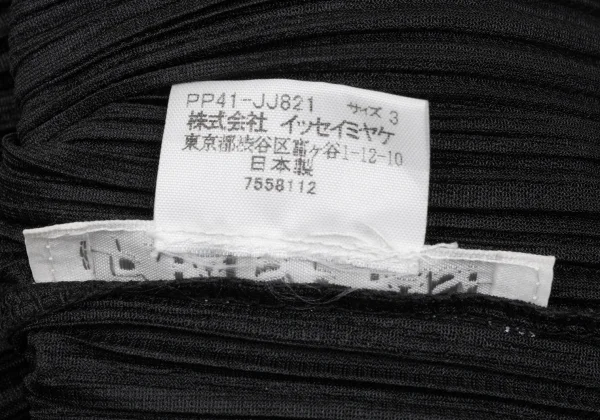 PP41-JJ821 サイズ 3
株式会社 イッセイミヤケ
東京都渋谷区富ヶ谷1-12-10
日本製
7558112